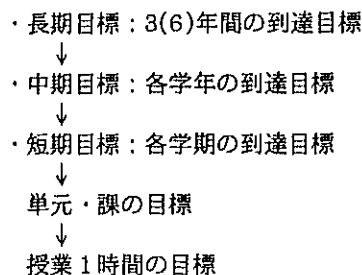 ・長期目標：3(6)年間の到達目標
↓
・中期目標：各学年の到達目標
↓
・短期目標：各学期の到達目標
↓
単元・課の目標
↓
授業1時間の目標